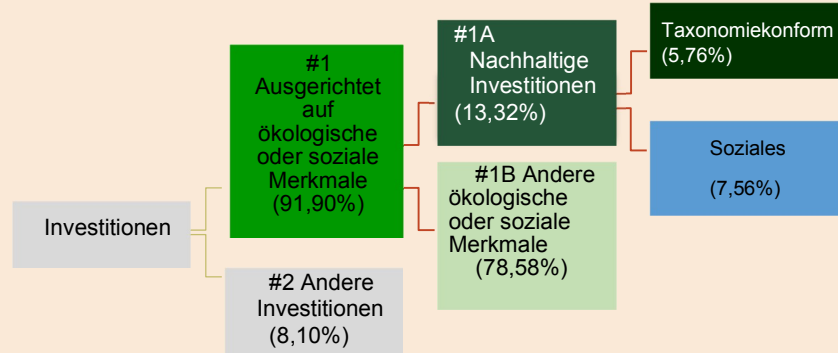 Investitionen
#1
Ausgerichtet
auf
ökologische
oder soziale
Merkmale
(91,90%)
#2 Andere
Investitionen
(8,10%)
#1A
Nachhaltige
Investitionen
(13,32%)
#1B Andere
ökologische
oder soziale
Merkmale
(78,58%)
Taxonomiekonform
(5,76%)
Soziales
(7,56%)